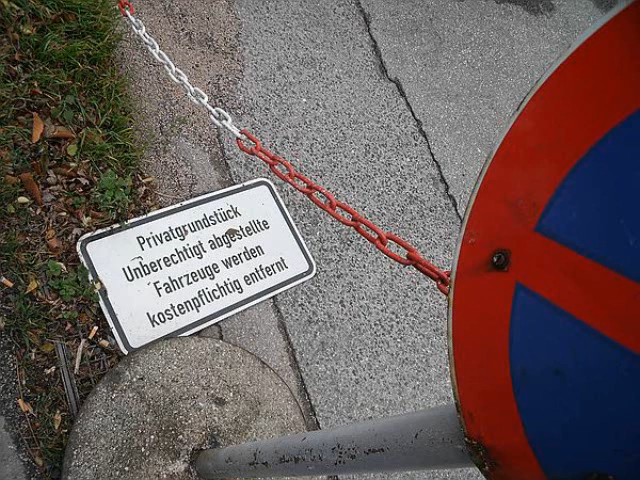 Privatgrundstück
Unberechtigt abgestellte
Fahrzeuge werden
kostenpflichtig entfernt